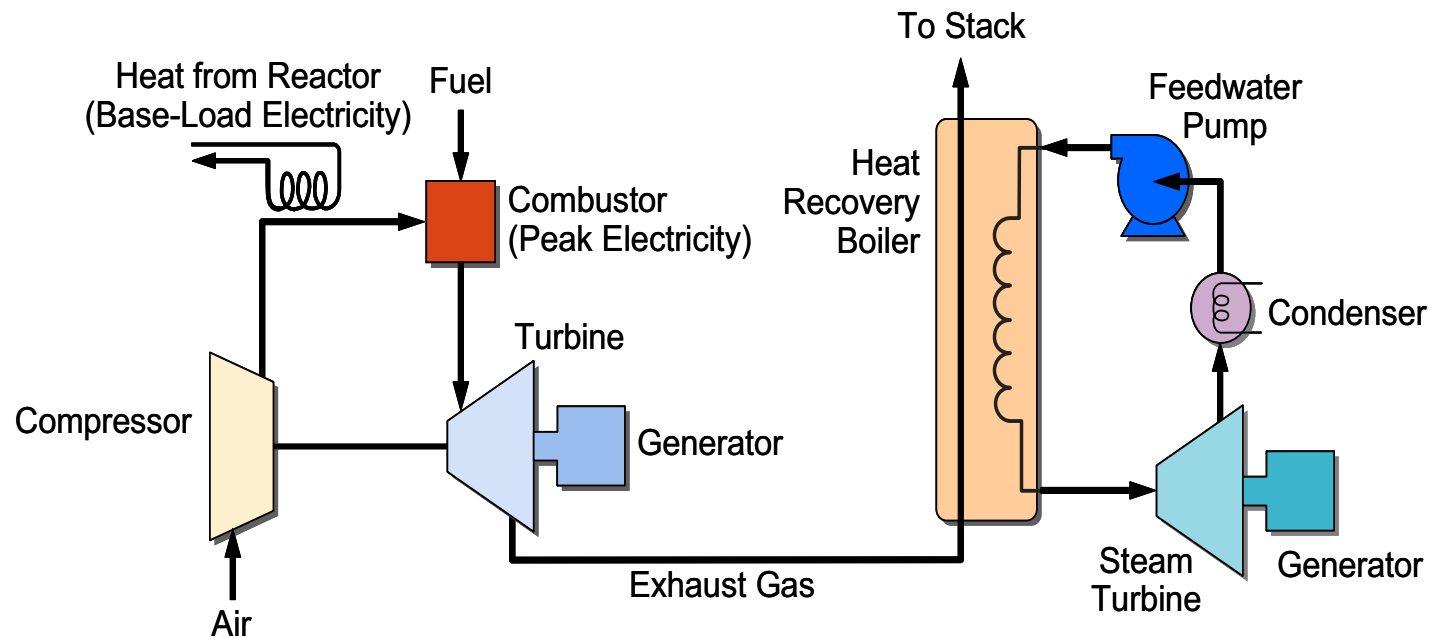 To Stack
Heat from Reactor
(Base-Load Electricity)
Fuel
Feedwater
Pump
Heat
Recovery
Boiler
Combustor
(Peak Electricity)
Condenser
Turbine
Compressor
Generator
Steam
Turbine
Generator
Exhaust Gas
Air